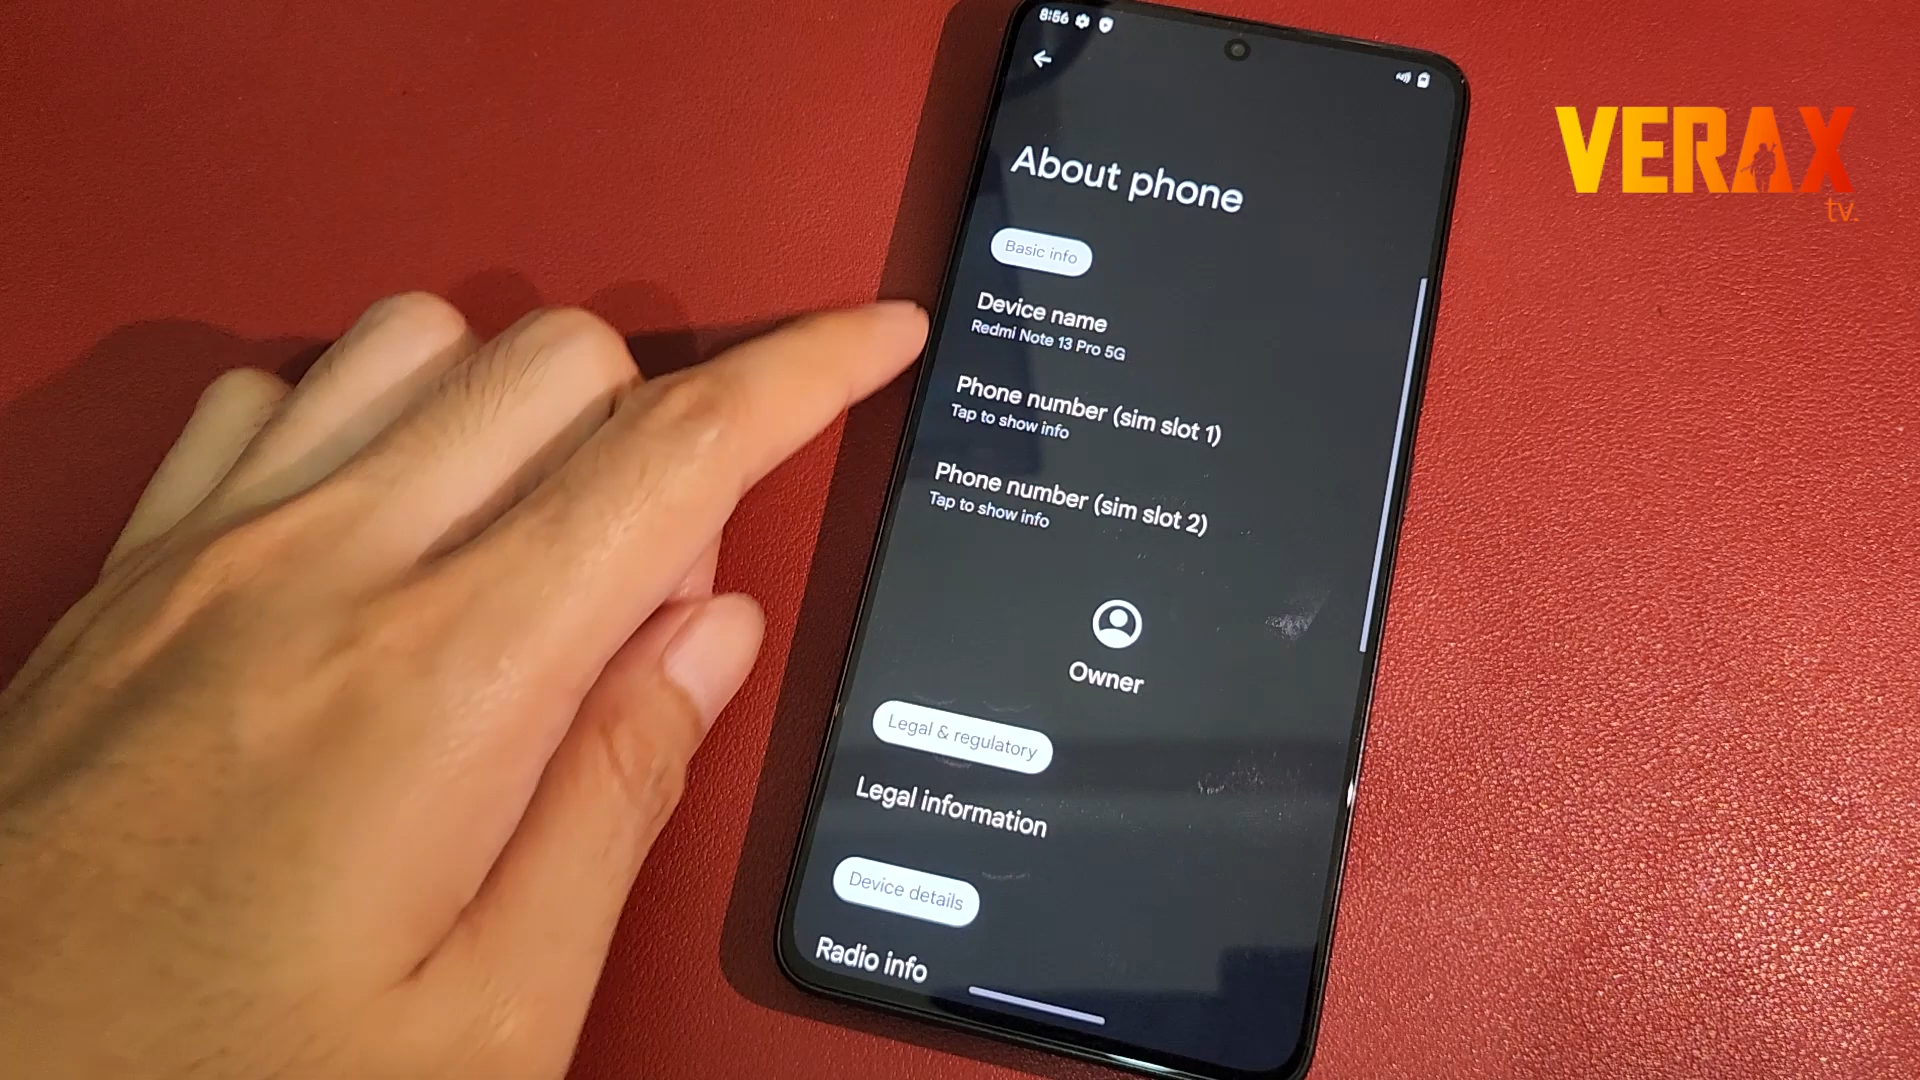 8:56
About phone
Basic info
Device name
Redmi Note 13 Pro 5G
Phone number (sim slot 1)
Tap to show info
Phone number (sim slot 2)
Tap to show info
Owner
Legal & regulatory
Legal information
Device details
Radio info
VERAX
tv.